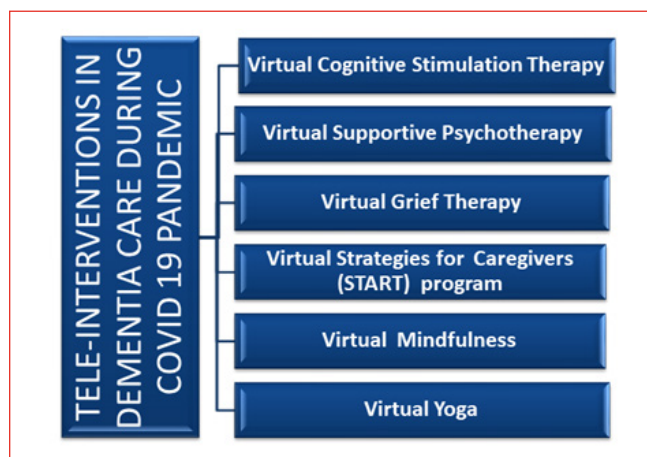 TELE-INTERVENTIONS IN
DEMENTIA CARE DURING
COVID 19 PANDEMIC
Virtual Cognitive Stimulation Therapy
Virtual Supportive Psychotherapy
Virtual Grief Therapy
Virtual Strategies for Caregivers
(START) program
Virtual Mindfulness
Virtual Yoga